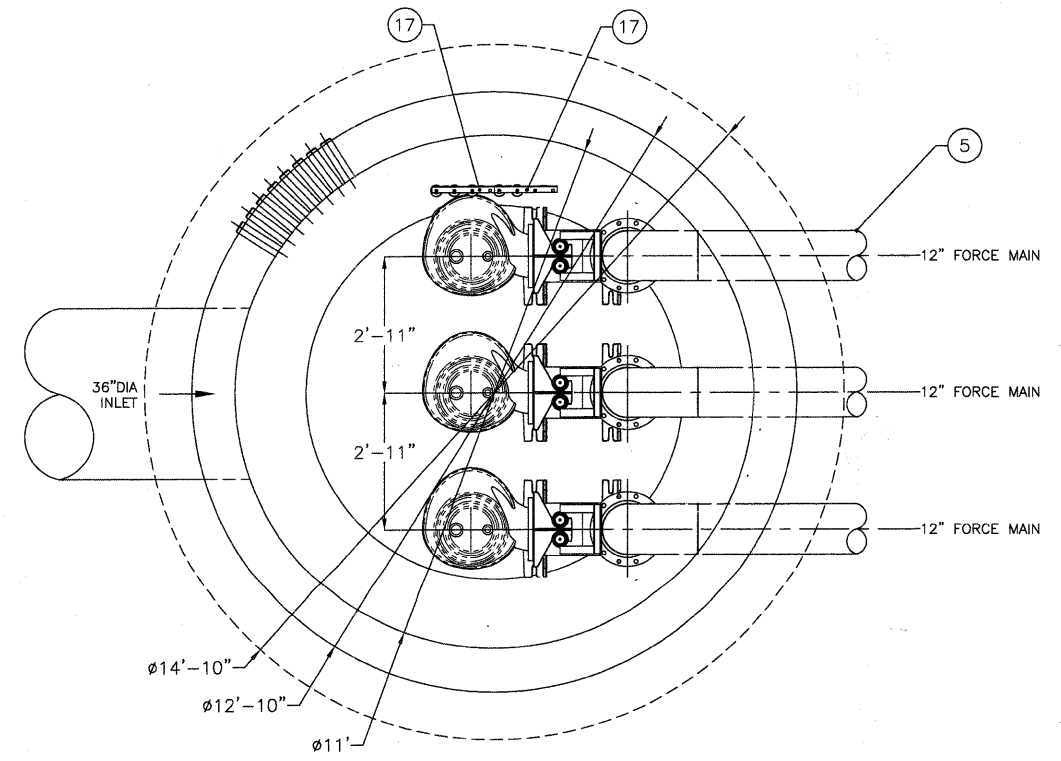 17
17
5
12" FORCE MAIN
2'-11"
36"DIA
INLET
12" FORCE MAIN
2'-11"
12" FORCE MAIN
ø14'-10"
ø12'-10"
ø11'